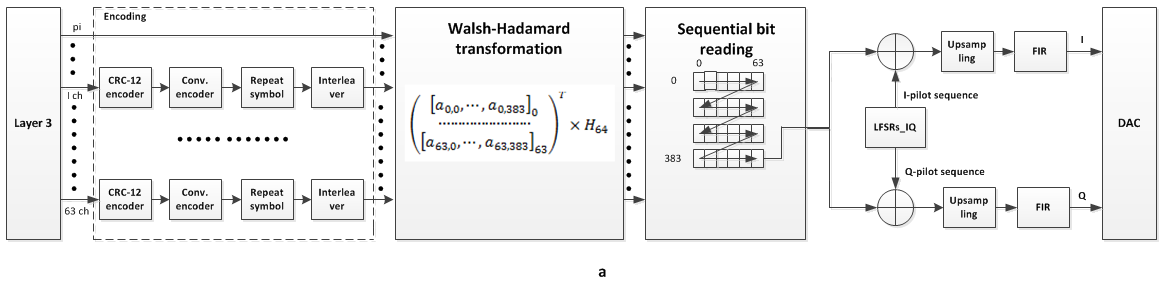 Layer 3
pi
I ch
63 ch
Encoding
CRC-12
encoder
Conv.
encoder
Repeat
symbol
Interlea
ver
CRC-12
encoder
Conv.
encoder
Repeat
symbol
Interlea
ver
Walsh-Hadamard
transformation
([a0,0, ⋯, a0,383]0
........................
[a63,0, ⋯, a63,383]63)T × H64
Sequential bit
reading
0 63
0
383
Upsamp
ling
FIR
I
I-pilot sequence
LFSRs_IQ
Q-pilot sequence
Upsamp
ling
FIR
Q
DAC
a